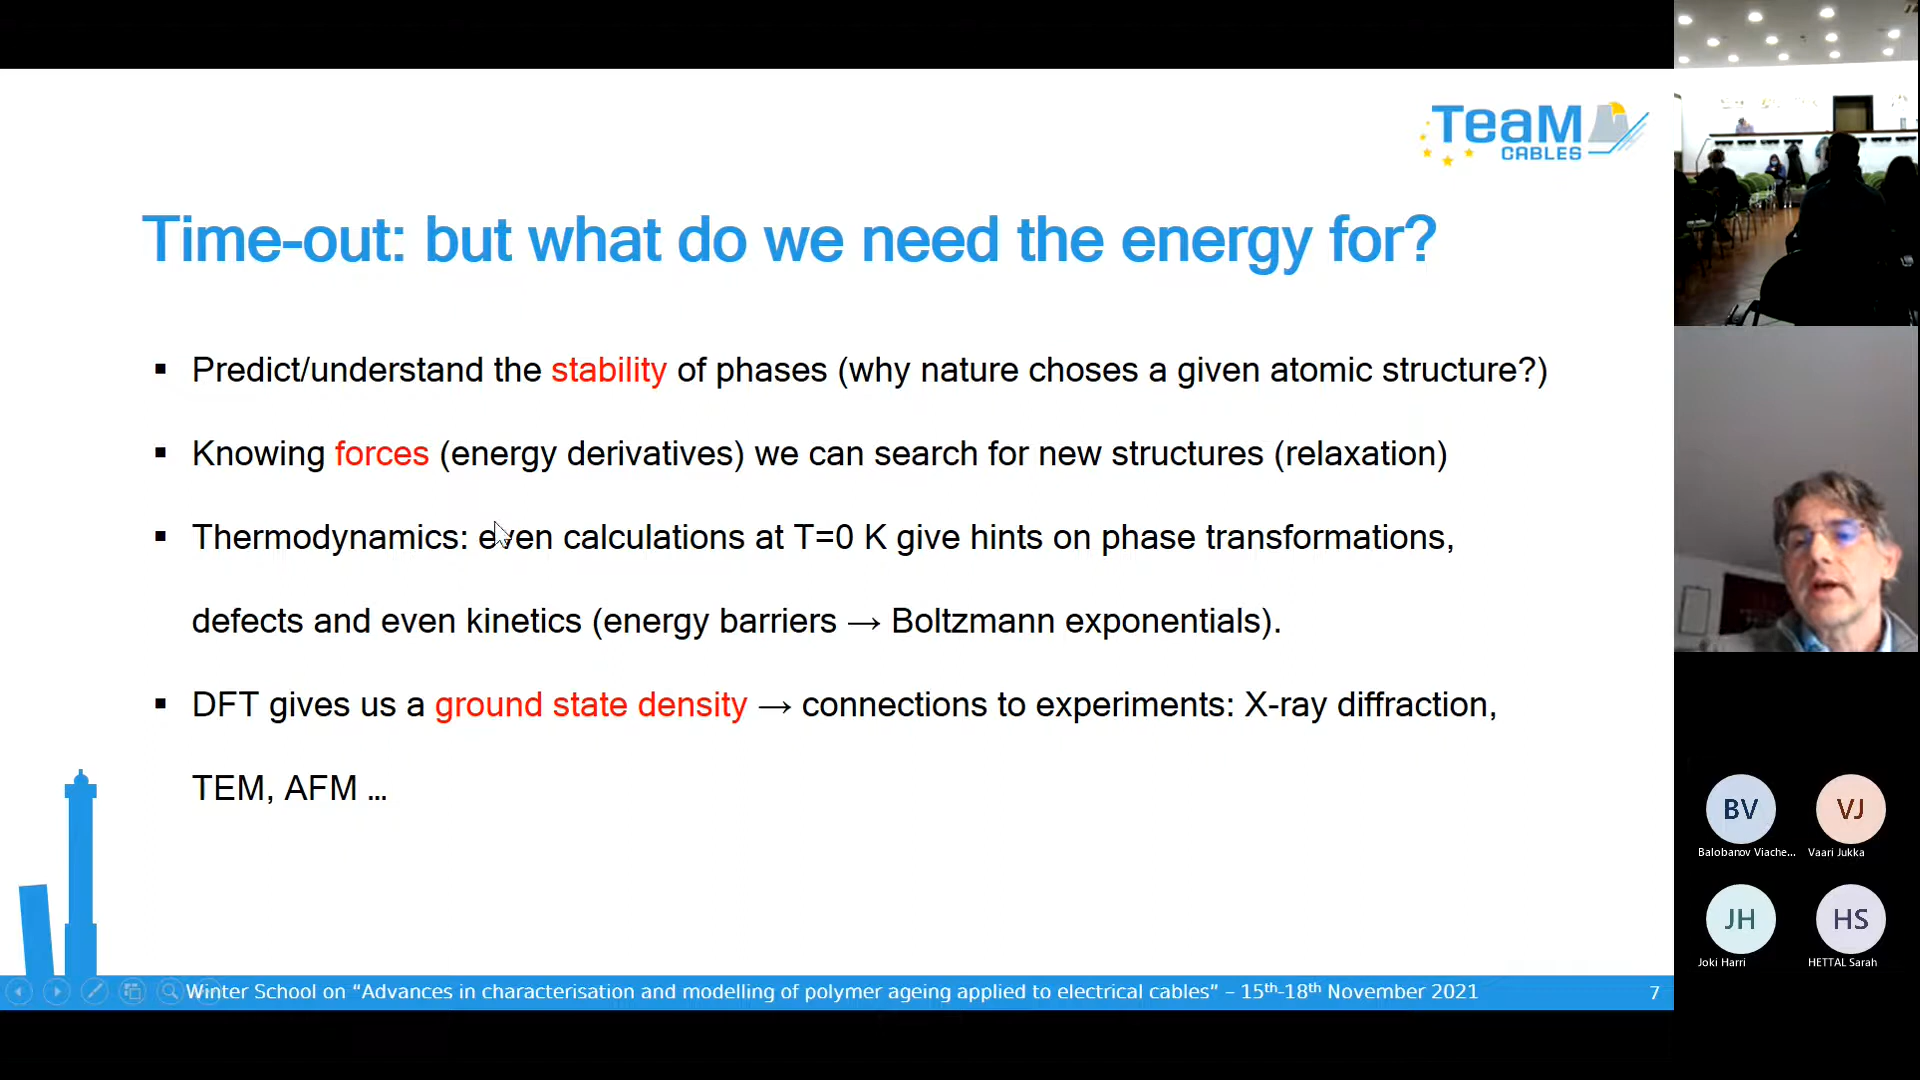 TeaM
CABLES
Time-out: but what do we need the energy for?
▪ Predict/understand the stability of phases (why nature choses a given atomic structure?)
▪ Knowing forces (energy derivatives) we can search for new structures (relaxation)
▪ Thermodynamics: even calculations at T=0 K give hints on phase transformations,
defects and even kinetics (energy barriers → Boltzmann exponentials).
▪ DFT gives us a ground state density → connections to experiments: X-ray diffraction,
TEM, AFM ...
Winter School on “Advances in characterisation and modelling of polymer ageing applied to electrical cables” – 15th-18th November 2021
7
BV
VJ
Balobanov Viache...
Vaari Jukka
JH
HS
Joki Harri
HETTAL Sarah